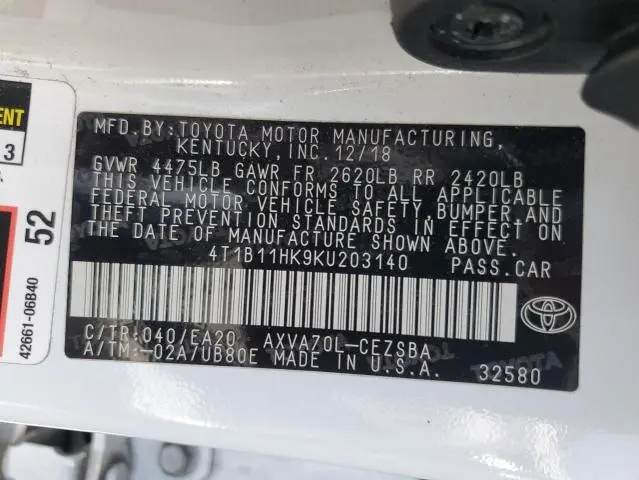 MFD.BY:TOYOTA MOTOR MANUFACTURING,
KENTUCKY,INC.12/18
GVWR 4475LB GAWR FR 2620LB RR 2420LB
THIS VEHICLE CONFORMS TO ALL APPLICABLE
FEDERAL MOTOR VEHICLE SAFETY,BUMPER,AND
THEFT PREVENTION STANDARDS IN EFFECT ON
THE DATE OF MANUFACTURE SHOWN ABOVE.
4T1B11HK9KU203140 PASS.CAR
C/TR:040/EA20 AXVA70L-CEZSBA
A/TM:-02A/UB80E MADE IN U.S.A.
32580
TOYOTA
52
42661-06B40
3